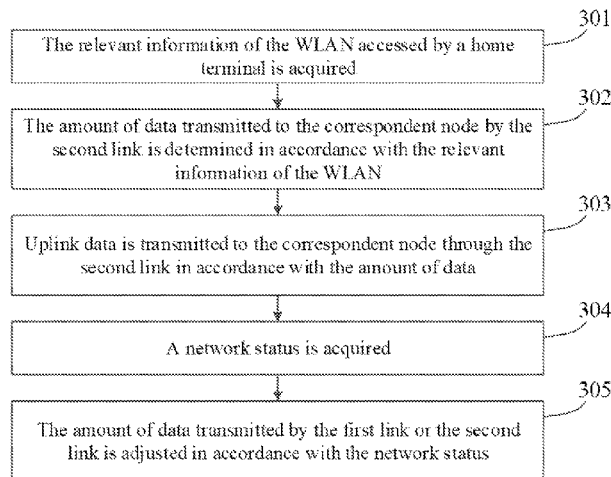 301
The relevant information of the WLAN accessed by a home
terminal is acquired
302
The amount of data transmitted to the correspondent node by the
second link is determined in accordance with the relevant
information of the WLAN
303
Uplink data is transmitted to the correspondent node through the
second link in accordance with the amount of data
304
A network status is acquired
305
The amount of data transmitted by the first link or the second
link is adjusted in accordance with the network status